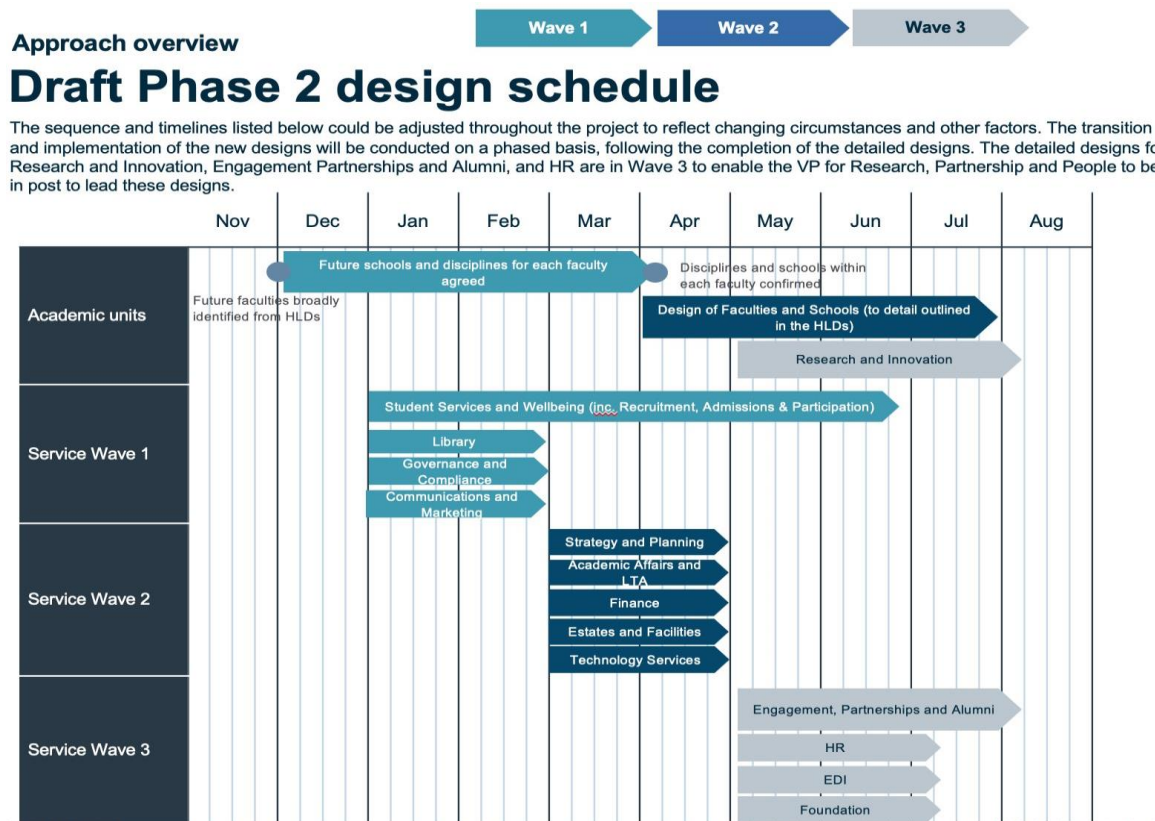 Wave 1
Wave 2
Wave 3
Approach overview
Draft Phase 2 design schedule
The sequence and timelines listed below could be adjusted throughout the project to reflect changing circumstances and other factors. The transition
and implementation of the new designs will be conducted on a phased basis, following the completion of the detailed designs. The detailed designs fo
Research and Innovation, Engagement Partnerships and Alumni, and HR are in Wave 3 to enable the VP for Research, Partnership and People to be
in post to lead these designs.
Nov
Dec
Jan
Feb
Mar
Apr
May
Jun
Jul
Aug
Academic units
Future faculties broadly
identified from HLDs
Future schools and disciplines for each faculty
agreed
Disciplines and schools within
each faculty confirmed
Design of Faculties and Schools (to detail outlined
in the HLDs)
Research and Innovation
Service Wave 1
Student Services and Wellbeing (inc. Recruitment, Admissions & Participation)
Library
Governance and
Compliance
Communications and
Marketing
Service Wave 2
Strategy and Planning
Academic Affairs and
LTA
Finance
Estates and Facilities
Technology Services
Service Wave 3
Engagement, Partnerships and Alumni
HR
EDI
Foundation